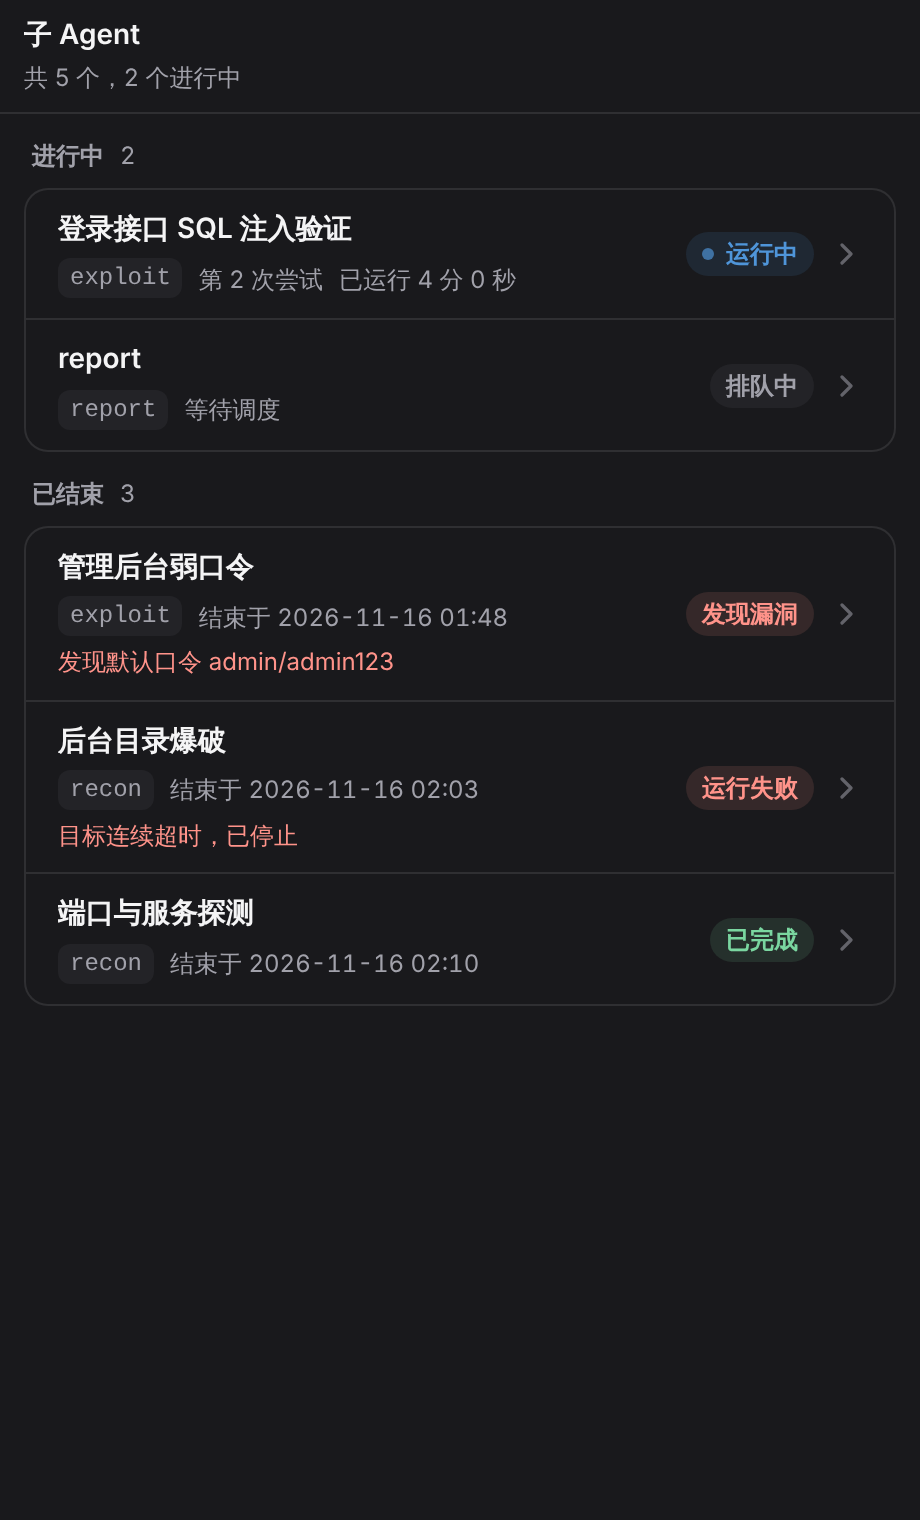 子 Agent
共 5 个，2 个进行中
进行中 2
登录接口 SQL 注入验证
exploit 第 2 次尝试 已运行 4 分 0 秒
运行中
report
report 等待调度
排队中
已结束 3
管理后台弱口令
exploit 结束于 2026-11-16 01:48
发现默认口令 admin/admin123
发现漏洞
后台目录爆破
recon 结束于 2026-11-16 02:03
目标连续超时，已停止
运行失败
端口与服务探测
recon 结束于 2026-11-16 02:10
已完成